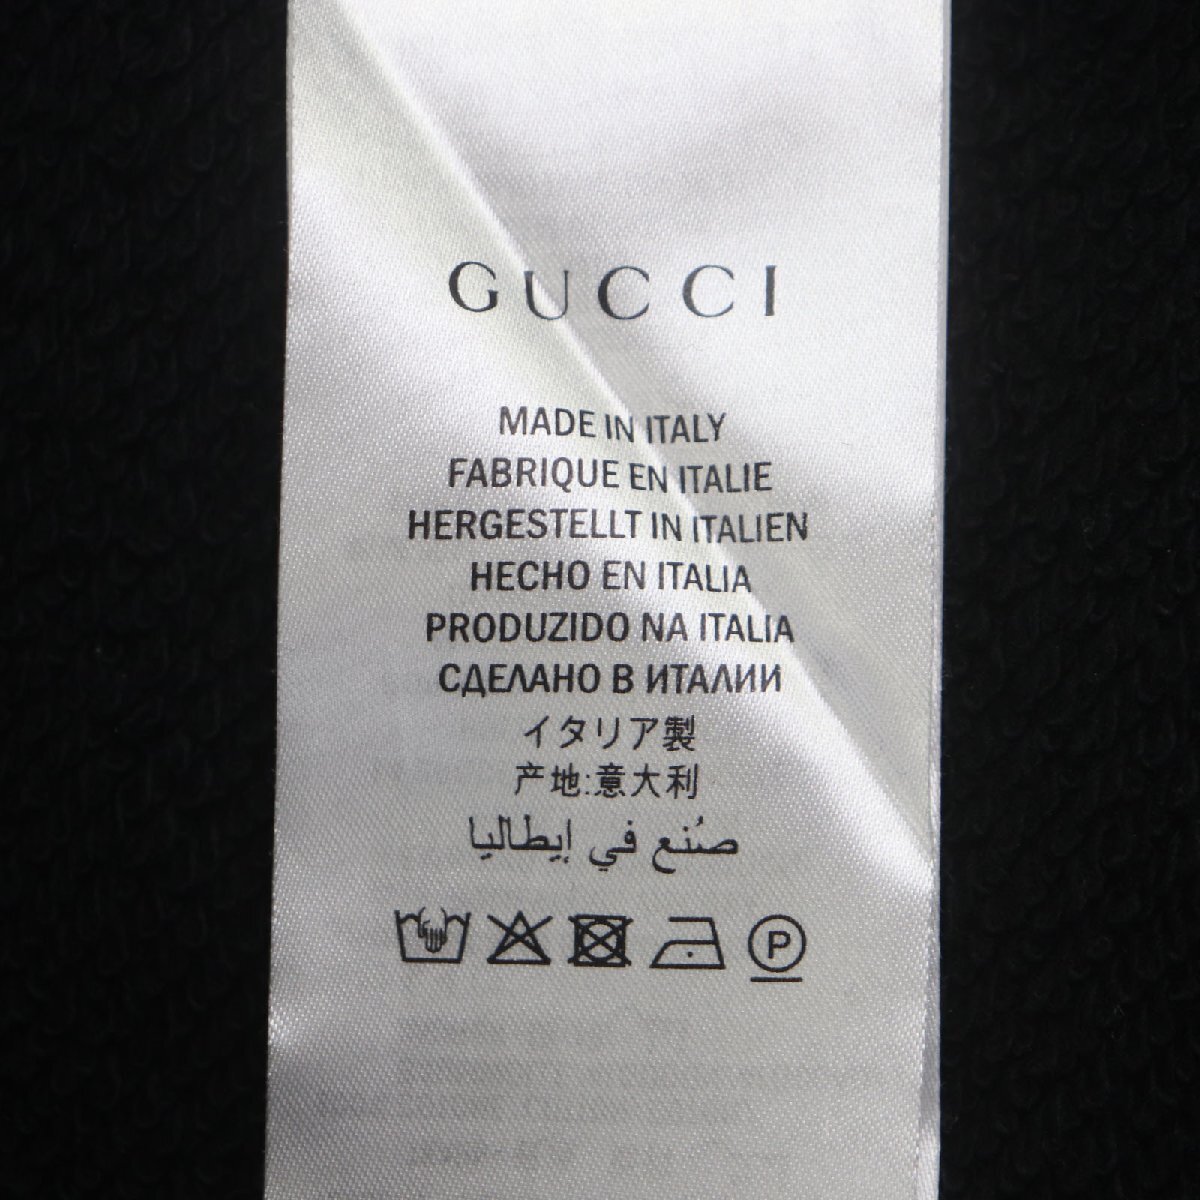 GUCCI
MADE IN ITALY
FABRIQUE EN ITALIE
HERGESTELLT IN ITALIEN
HECHO EN ITALIA
PRODUZIDO NA ITALIA
СДЕЛАНО В ИТАЛИИ
イタリア製
产地:意大利
صُنع في إيطاليا
P